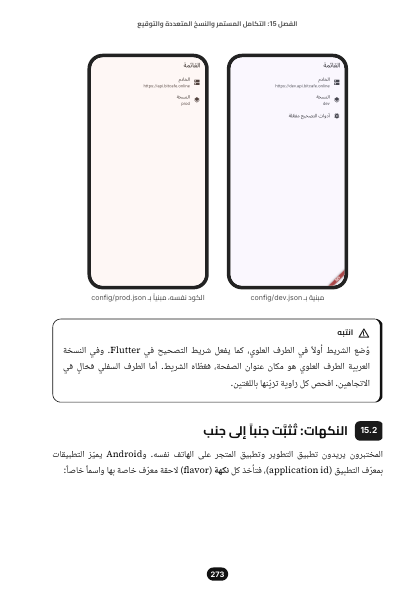 الفصل 15: التكامل المستمر والنسخ المتعددة والتوقيع
القائمة
الخادم
https://dev.api.bitcafe.online
النسخة
dev
أدوات التصحيح مفعّلة
القائمة
الخادم
https://api.bitcafe.online
النسخة
prod
مبنية بـ config/dev.json
الكود نفسه، مبنياً بـ config/prod.json
انتبه
وُضع الشريط أولاً في الطرف العلوي، كما يفعل شريط التصحيح في Flutter. وفي النسخة
العربية الطرف العلوي هو مكان عنوان الصفحة، فغطّاه الشريط. أما الطرف السفلي فخالٍ في
الاتجاهين. افحص كل زاوية تزيّنها باللغتين.
15.2 النكهات: تُثبَّت جنباً إلى جنب
المختبرون يريدون تطبيق التطوير وتطبيق المتجر على الهاتف نفسه. وAndroid يميّز التطبيقات
بمعرّف التطبيق (application id)، فتأخذ كل نكهة (flavor) لاحقة معرّف خاصة بها واسماً خاصاً:
273